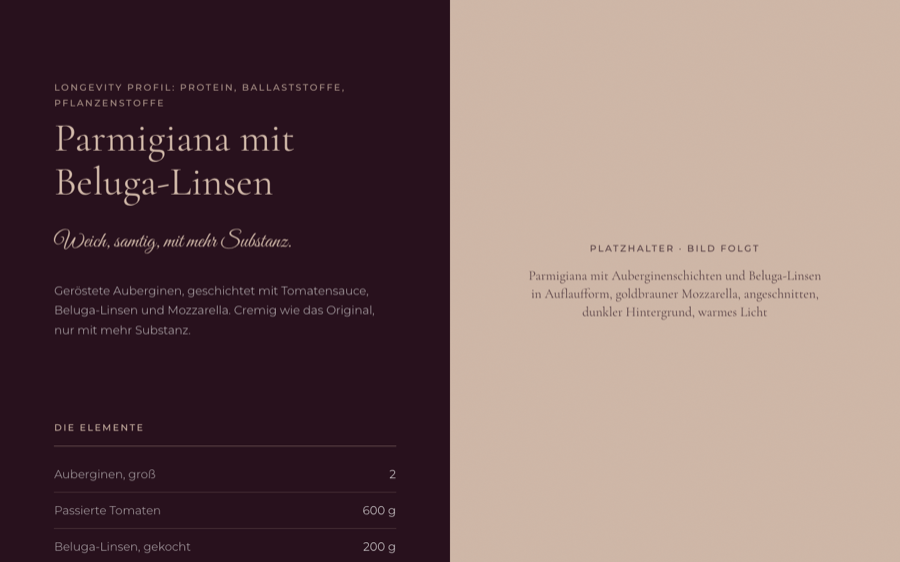 LONGEVITY PROFIL: PROTEIN, BALLASTSTOFFE,
PFLANZENSTOFFE
Parmigiana mit
Beluga-Linsen
Weich, samtig, mit mehr Substanz.
Geröstete Auberginen, geschichtet mit Tomatensauce,
Beluga-Linsen und Mozzarella. Cremig wie das Original,
nur mit mehr Substanz.
DIE ELEMENTE
Auberginen, groß 2
Passierte Tomaten 600 g
Beluga-Linsen, gekocht 200 g
PLATZHALTER · BILD FOLGT
Parmigiana mit Auberginenschichten und Beluga-Linsen
in Auflaufform, goldbrauner Mozzarella, angeschnitten,
dunkler Hintergrund, warmes Licht